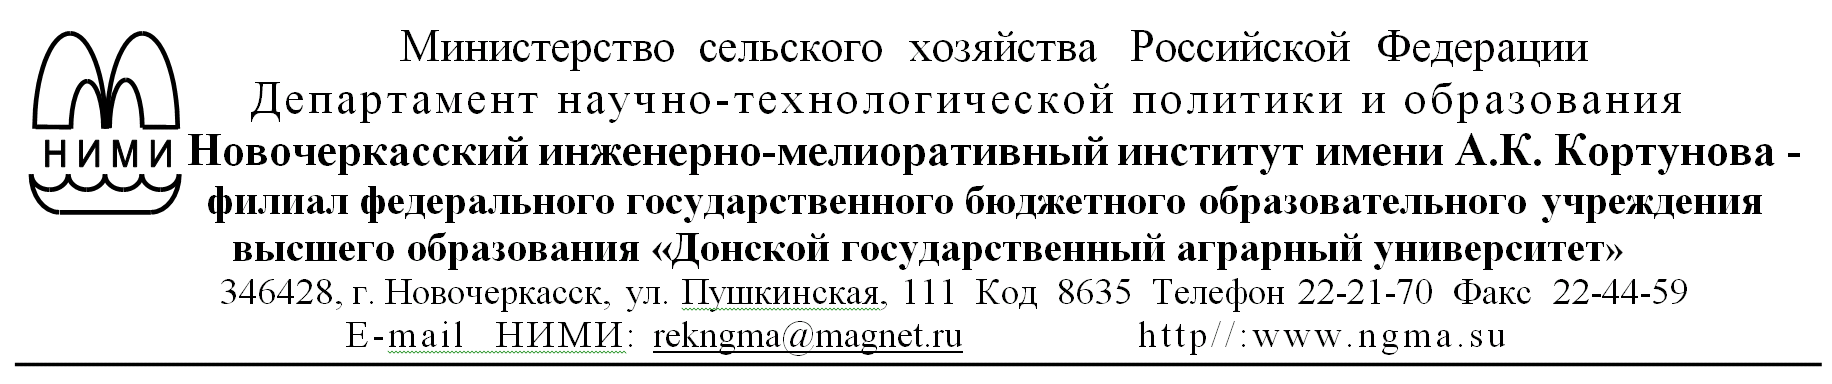 Министерство сельского хозяйства Российской Федерации
Департамент научно-технологической политики и образования
НИМИ
Новочеркасский инженерно-мелиоративный институт имени А.К. Кортунова -
филиал федерального государственного бюджетного образовательного учреждения
высшего образования «Донской государственный аграрный университет»
346428, г. Новочеркасск, ул. Пушкинская, 111 Код 8635 Телефон 22-21-70 Факс 22-44-59
E-mail НИМИ: rekngma@magnet.ru http//:www.ngma.su